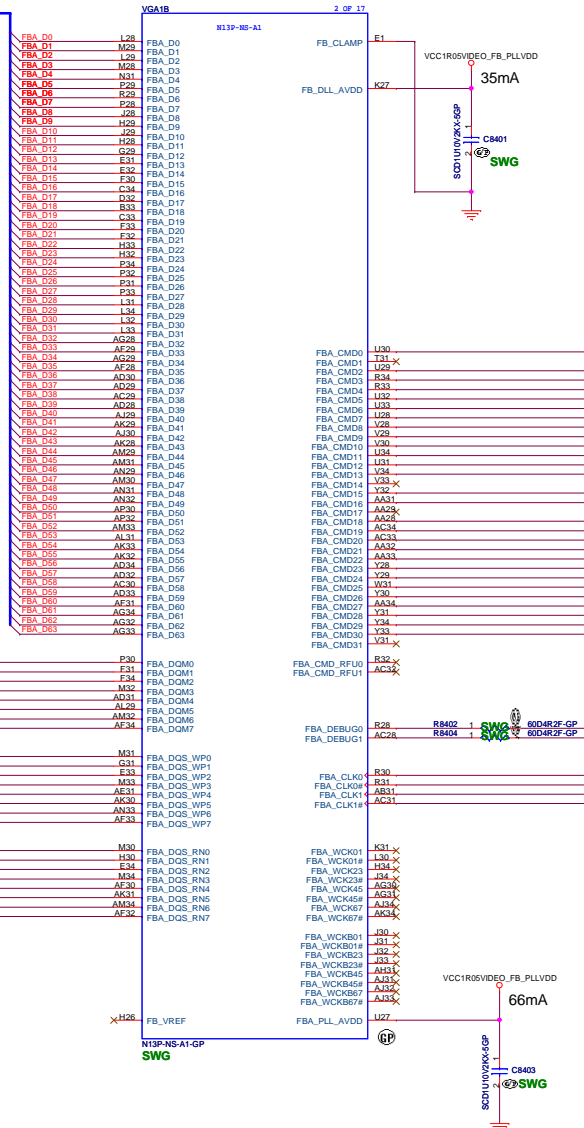 VGA1B 2 OF 17
N13P-NS-A1
FBA_D0 L28 FBA_D0 FB_CLAMP E1
FBA_D1 M29 FBA_D1
FBA_D2 L29 FBA_D2
FBA_D3 M28 FBA_D3
FBA_D4 N31 FBA_D4
FBA_D5 P29 FBA_D5 FB_DLL_AVDD K27
FBA_D6 R29 FBA_D6
FBA_D7 P28 FBA_D7
FBA_D8 J28 FBA_D8
FBA_D9 H29 FBA_D9
FBA_D10 J29 FBA_D10
FBA_D11 H28 FBA_D11
FBA_D12 G29 FBA_D12
FBA_D13 E31 FBA_D13
FBA_D14 E32 FBA_D14
FBA_D15 F30 FBA_D15
FBA_D16 C34 FBA_D16
FBA_D17 D32 FBA_D17
FBA_D18 B33 FBA_D18
FBA_D19 C33 FBA_D19
FBA_D20 F33 FBA_D20
FBA_D21 F32 FBA_D21
FBA_D22 H33 FBA_D22
FBA_D23 H32 FBA_D23
FBA_D24 P34 FBA_D24
FBA_D25 P32 FBA_D25
FBA_D26 P31 FBA_D26
FBA_D27 P33 FBA_D27
FBA_D28 L31 FBA_D28
FBA_D29 L34 FBA_D29
FBA_D30 L32 FBA_D30
FBA_D31 L33 FBA_D31
FBA_D32 AG28 FBA_D32
FBA_D33 AF29 FBA_D33
FBA_D34 AG29 FBA_D34
FBA_D35 AF28 FBA_D35
FBA_D36 AD30 FBA_D36
FBA_D37 AD29 FBA_D37
FBA_D38 AC29 FBA_D38
FBA_D39 AD28 FBA_D39
FBA_D40 AJ29 FBA_D40
FBA_D41 AK29 FBA_D41
FBA_D42 AJ30 FBA_D42
FBA_D43 AK28 FBA_D43
FBA_D44 AM29 FBA_D44
FBA_D45 AM31 FBA_D45
FBA_D46 AN29 FBA_D46
FBA_D47 AM30 FBA_D47
FBA_D48 AN31 FBA_D48
FBA_D49 AN32 FBA_D49
FBA_D50 AP30 FBA_D50
FBA_D51 AP32 FBA_D51
FBA_D52 AM33 FBA_D52
FBA_D53 AL31 FBA_D53
FBA_D54 AK33 FBA_D54
FBA_D55 AK32 FBA_D55
FBA_D56 AD34 FBA_D56
FBA_D57 AD32 FBA_D57
FBA_D58 AC30 FBA_D58
FBA_D59 AD33 FBA_D59
FBA_D60 AF31 FBA_D60
FBA_D61 AG34 FBA_D61
FBA_D62 AG32 FBA_D62
FBA_D63 AG33 FBA_D63
VCC1R05VIDEO_FB_PLLVDD
35mA
SCD1U10V2KX-5GP 1 2 C8401
SWG
FBA_CMD0 U30
FBA_CMD1 T31
FBA_CMD2 U29
FBA_CMD3 R34
FBA_CMD4 R33
FBA_CMD5 U32
FBA_CMD6 U33
FBA_CMD7 U28
FBA_CMD8 V28
FBA_CMD9 V29
FBA_CMD10 V30
FBA_CMD11 U34
FBA_CMD12 U31
FBA_CMD13 V34
FBA_CMD14 V33
FBA_CMD15 Y32
FBA_CMD16 AA31
FBA_CMD17 AA29
FBA_CMD18 AA28
FBA_CMD19 AC34
FBA_CMD20 AC33
FBA_CMD21 AA32
FBA_CMD22 AA33
FBA_CMD23 Y28
FBA_CMD24 Y29
FBA_CMD25 W31
FBA_CMD26 Y30
FBA_CMD27 AA34
FBA_CMD28 Y31
FBA_CMD29 Y34
FBA_CMD30 Y33
FBA_CMD31 V31
P30 FBA_DQM0 FBA_CMD_RFU0 R32
F31 FBA_DQM1 FBA_CMD_RFU1 AC32
F34 FBA_DQM2
M32 FBA_DQM3
AD31 FBA_DQM4
AL29 FBA_DQM5
AM32 FBA_DQM6
AF34 FBA_DQM7 FBA_DEBUG0 R28 R8402 1 SWG 60D4R2F-GP
FBA_DEBUG1 AC28 R8404 1 SWG 60D4R2F-GP
M31 FBA_DQS_WP0
G31 FBA_DQS_WP1
E33 FBA_DQS_WP2 FBA_CLK0 R30
M33 FBA_DQS_WP3 FBA_CLK0# R31
AE31 FBA_DQS_WP4 FBA_CLK1 AB31
AK30 FBA_DQS_WP5 FBA_CLK1# AC31
AN33 FBA_DQS_WP6
AF33 FBA_DQS_WP7
M30 FBA_DQS_RN0 FBA_WCK01 K31
H30 FBA_DQS_RN1 FBA_WCK01# L30
E34 FBA_DQS_RN2 FBA_WCK23 H34
M34 FBA_DQS_RN3 FBA_WCK23# J34
AF30 FBA_DQS_RN4 FBA_WCK45 AG30
AK31 FBA_DQS_RN5 FBA_WCK45# AG31
AM34 FBA_DQS_RN6 FBA_WCK67 AJ34
AF32 FBA_DQS_RN7 FBA_WCK67# AK34
FBA_WCKB01 J30
FBA_WCKB01# J31
FBA_WCKB23 J32
FBA_WCKB23# J33
FBA_WCKB45 AH31
FBA_WCKB45# AJ31
FBA_WCKB67 AJ32
FBA_WCKB67# AJ33
H26 FB_VREF FBA_PLL_AVDD U27
VCC1R05VIDEO_FB_PLLVDD
66mA
N13P-NS-A1-GP
SWG
GP
SCD1U10V2KX-5GP 1 2 C8403
SWG